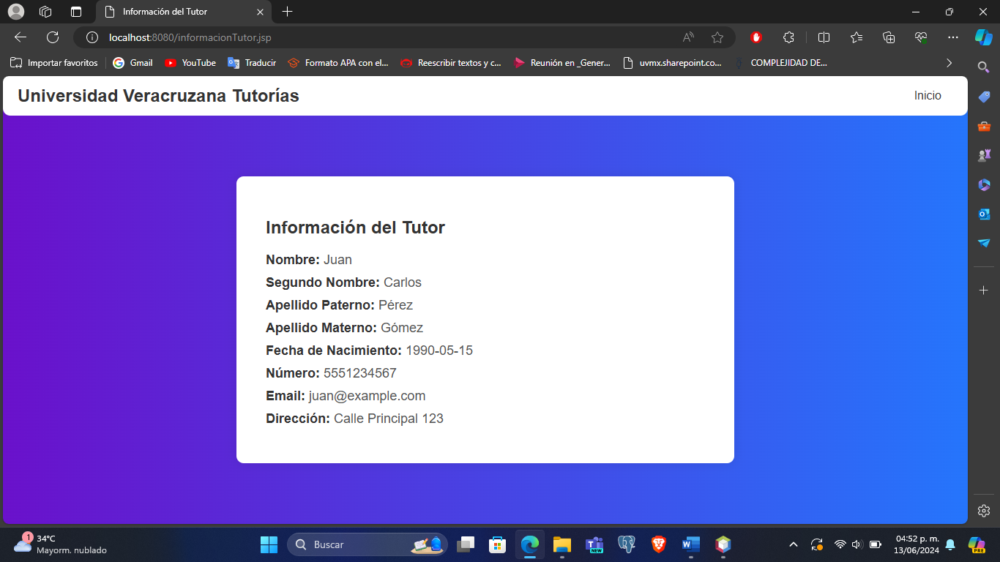 Información del Tutor
localhost:8080/informacionTutor.jsp
Importar favoritos
Gmail
YouTube
Traducir
Formato APA con el...
Reescribir textos y c...
Reunión en _Gener...
uvmx.sharepoint.co...
COMPLEJIDAD DE...
Universidad Veracruzana Tutorías
Inicio
Información del Tutor
Nombre: Juan
Segundo Nombre: Carlos
Apellido Paterno: Pérez
Apellido Materno: Gómez
Fecha de Nacimiento: 1990-05-15
Número: 5551234567
Email: juan@example.com
Dirección: Calle Principal 123
1
34°C
Mayorm. nublado
Buscar
NEW
04:52 p. m.
13/06/2024
PRE